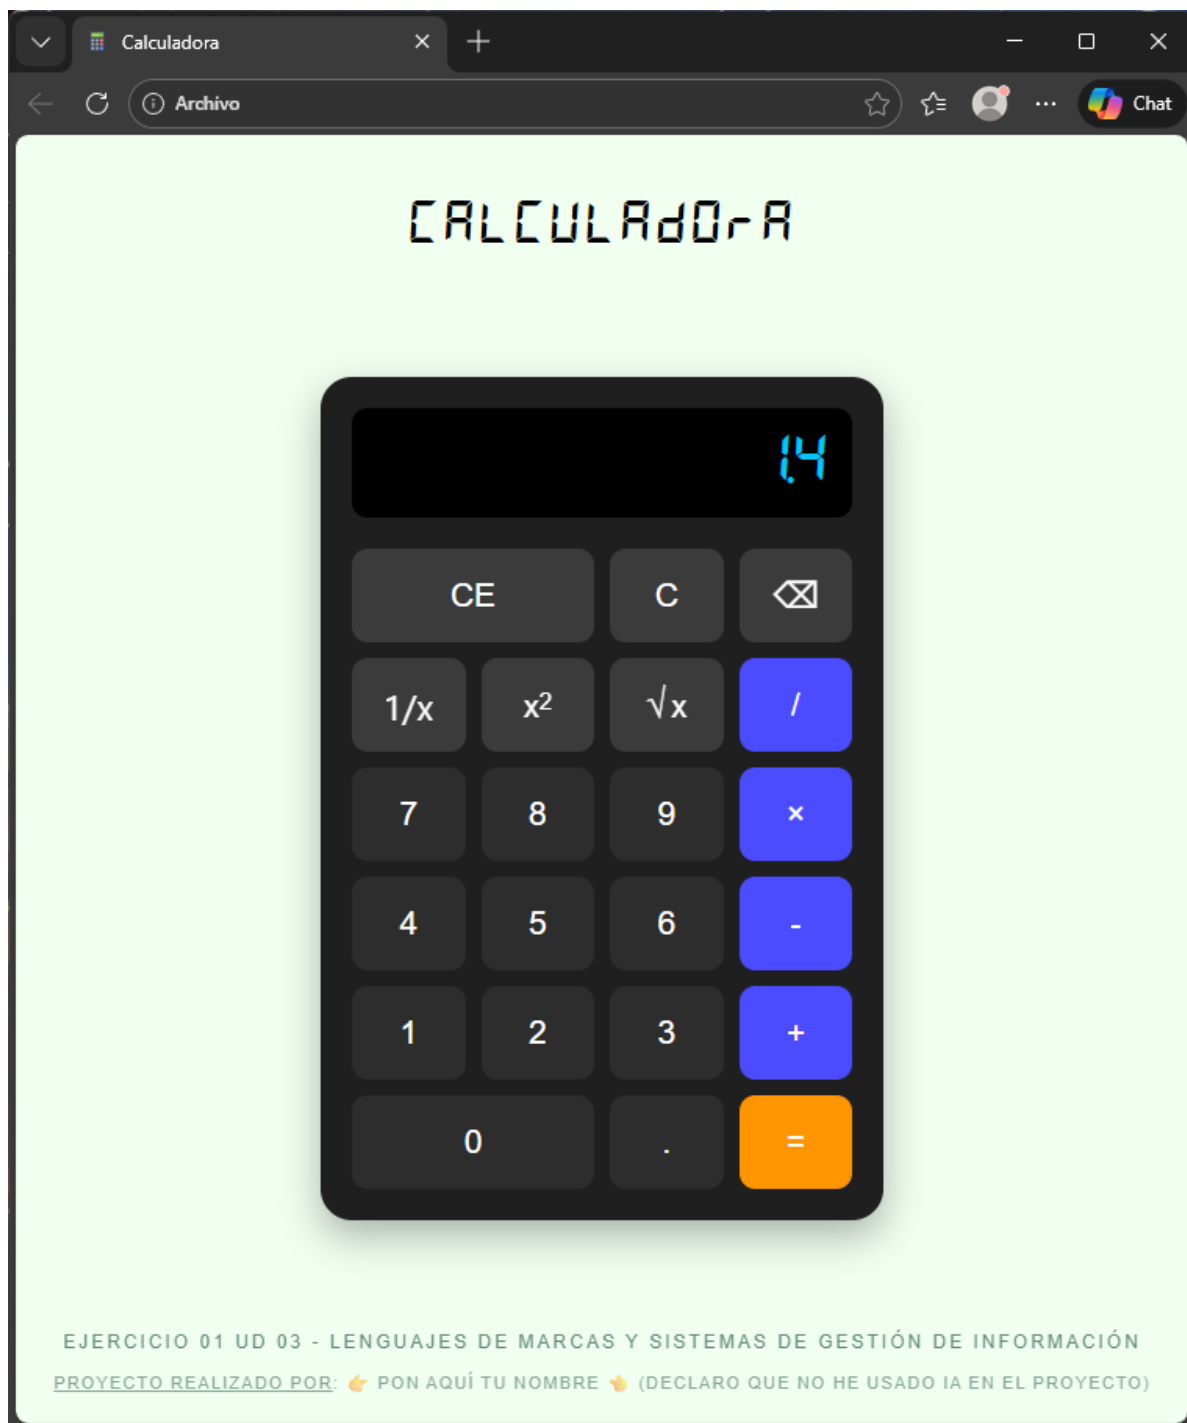 Calculadora
Archivo
Chat
CALCULAdOrA
1.4
CE C ⌫
1/x x² √x /
7 8 9 ×
4 5 6 -
1 2 3 +
0 . =
EJERCICIO 01 UD 03 - LENGUAJES DE MARCAS Y SISTEMAS DE GESTIÓN DE INFORMACIÓN
PROYECTO REALIZADO POR: 👉 PON AQUÍ TU NOMBRE 👈 (DECLARO QUE NO HE USADO IA EN EL PROYECTO)